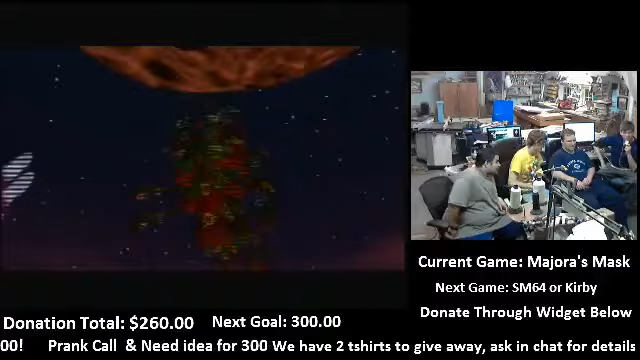 Current Game: Majora's Mask
Next Game: SM64 or Kirby
Donate Through Widget Below
Donation Total: $260.00 Next Goal: 300.00
00! Prank Call & Need idea for 300 We have 2 tshirts to give away, ask in chat for details